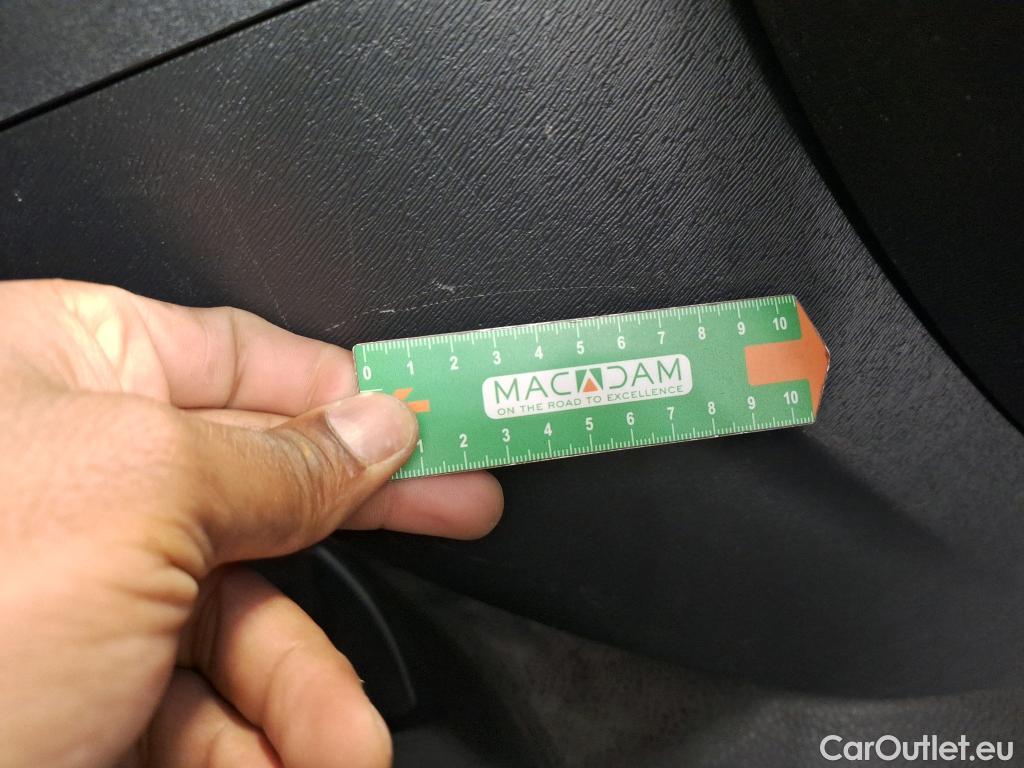 0 1 2 3 4 5 6 7 8 9 10
MACADAM
ON THE ROAD TO EXCELLENCE
1 2 3 4 5 6 7 8 9 10
CarOutlet.eu